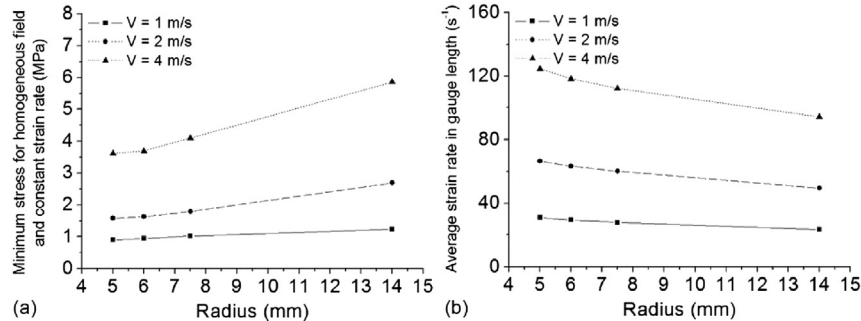 Minimum stress for homogeneous field
and constant strain rate (MPa)
8
7
6
5
4
3
2
1
0
V = 1 m/s
V = 2 m/s
V = 4 m/s
4 5 6 7 8 9 10 11 12 13 14 15
(a)
Radius (mm)
Average strain rate in gauge length (s⁻¹)
160
120
80
40
0
V = 1 m/s
V = 2 m/s
V = 4 m/s
4 5 6 7 8 9 10 11 12 13 14 15
(b)
Radius (mm)